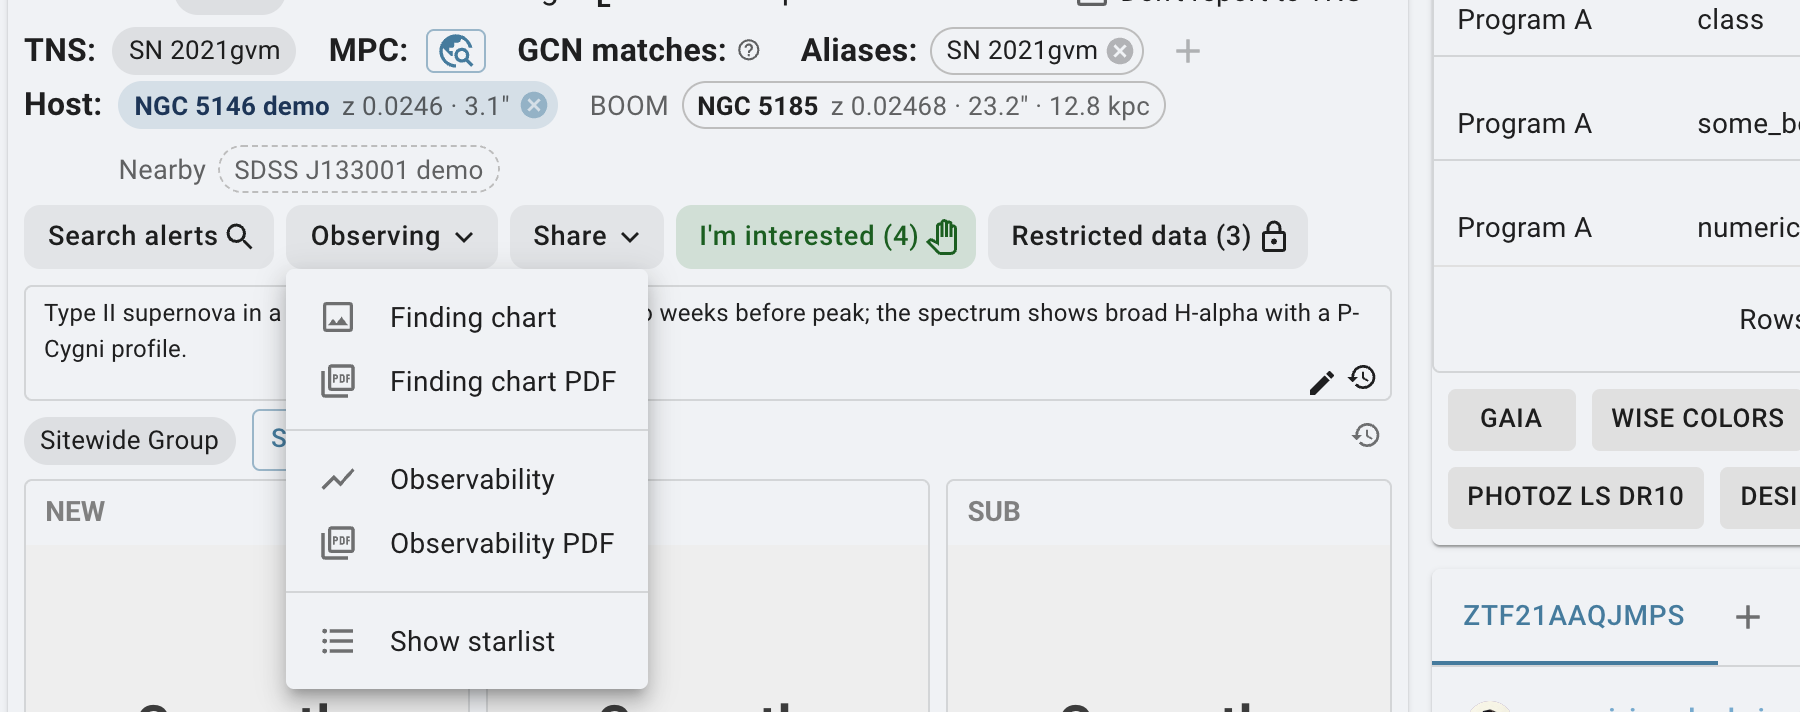 TNS: SN 2021gvm MPC: GCN matches: Aliases: SN 2021gvm
Host: NGC 5146 demo z 0.0246 · 3.1" BOOM NGC 5185 z 0.02468 · 23.2" · 12.8 kpc
Nearby SDSS J133001 demo
Search alerts Observing Share I'm interested (4) Restricted data (3)
Finding chart
Finding chart PDF
Observability
Observability PDF
Show starlist
Type II supernova in a weeks before peak; the spectrum shows broad H-alpha with a P-
Cygni profile.
Sitewide Group S
NEW SUB
Program A class
Program A
Program A numeric
Rows
GAIA WISE COLORS
PHOTOZ LS DR10 DESI
ZTF21AAQJMPS